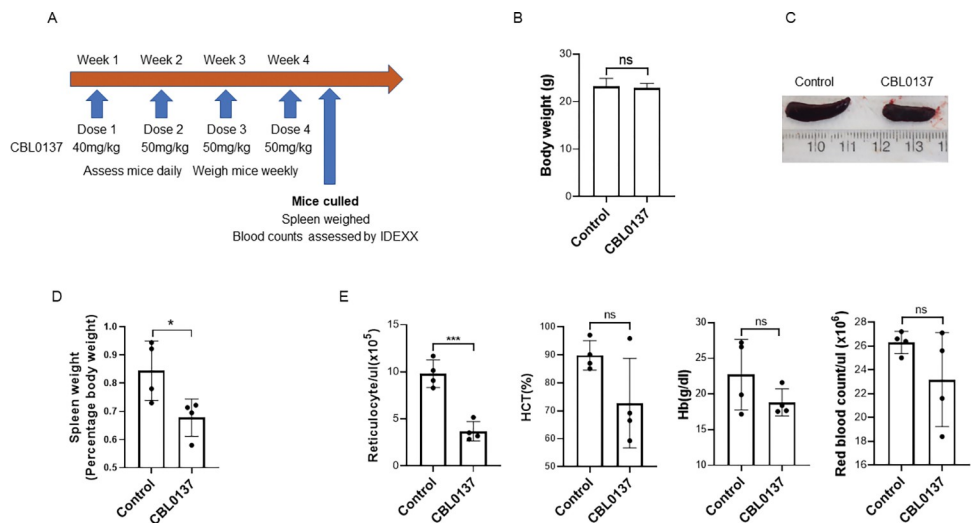 A
Week 1 Week 2 Week 3 Week 4
Dose 1 Dose 2 Dose 3 Dose 4
CBL0137 40mg/kg 50mg/kg 50mg/kg 50mg/kg
Assess mice daily Weigh mice weekly
Mice culled
Spleen weighed
Blood counts assessed by IDEXX
B
Body weight (g)
30
20
10
0
ns
Control
CBL0137
C
Control CBL0137
10 11 12 13 1
D
Spleen weight
(Percentage body weight)
1.0
0.9
0.8
0.7
0.6
0.5
*
Control
CBL0137
E
Reticulocyte/ul(x10⁵)
15
10
5
0
***
Control
CBL0137
HCT(%)
100
90
80
70
60
ns
Control
CBL0137
Hb(g/dl)
30
25
20
15
10
ns
Control
CBL0137
Red blood count/ul (x10⁶)
28
26
24
22
20
18
16
ns
Control
CBL0137